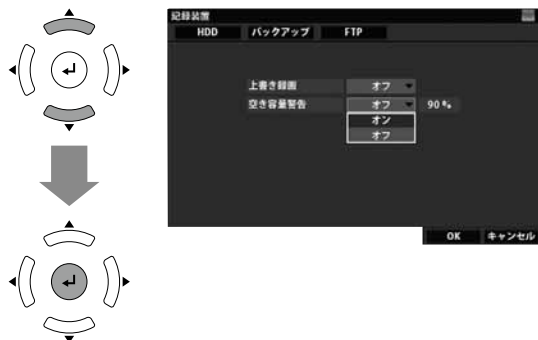 記録装置
HDD バックアップ FTP
上書き録画 オフ
空き容量警告 オフ 90 %
オン
オフ
OK キャンセル